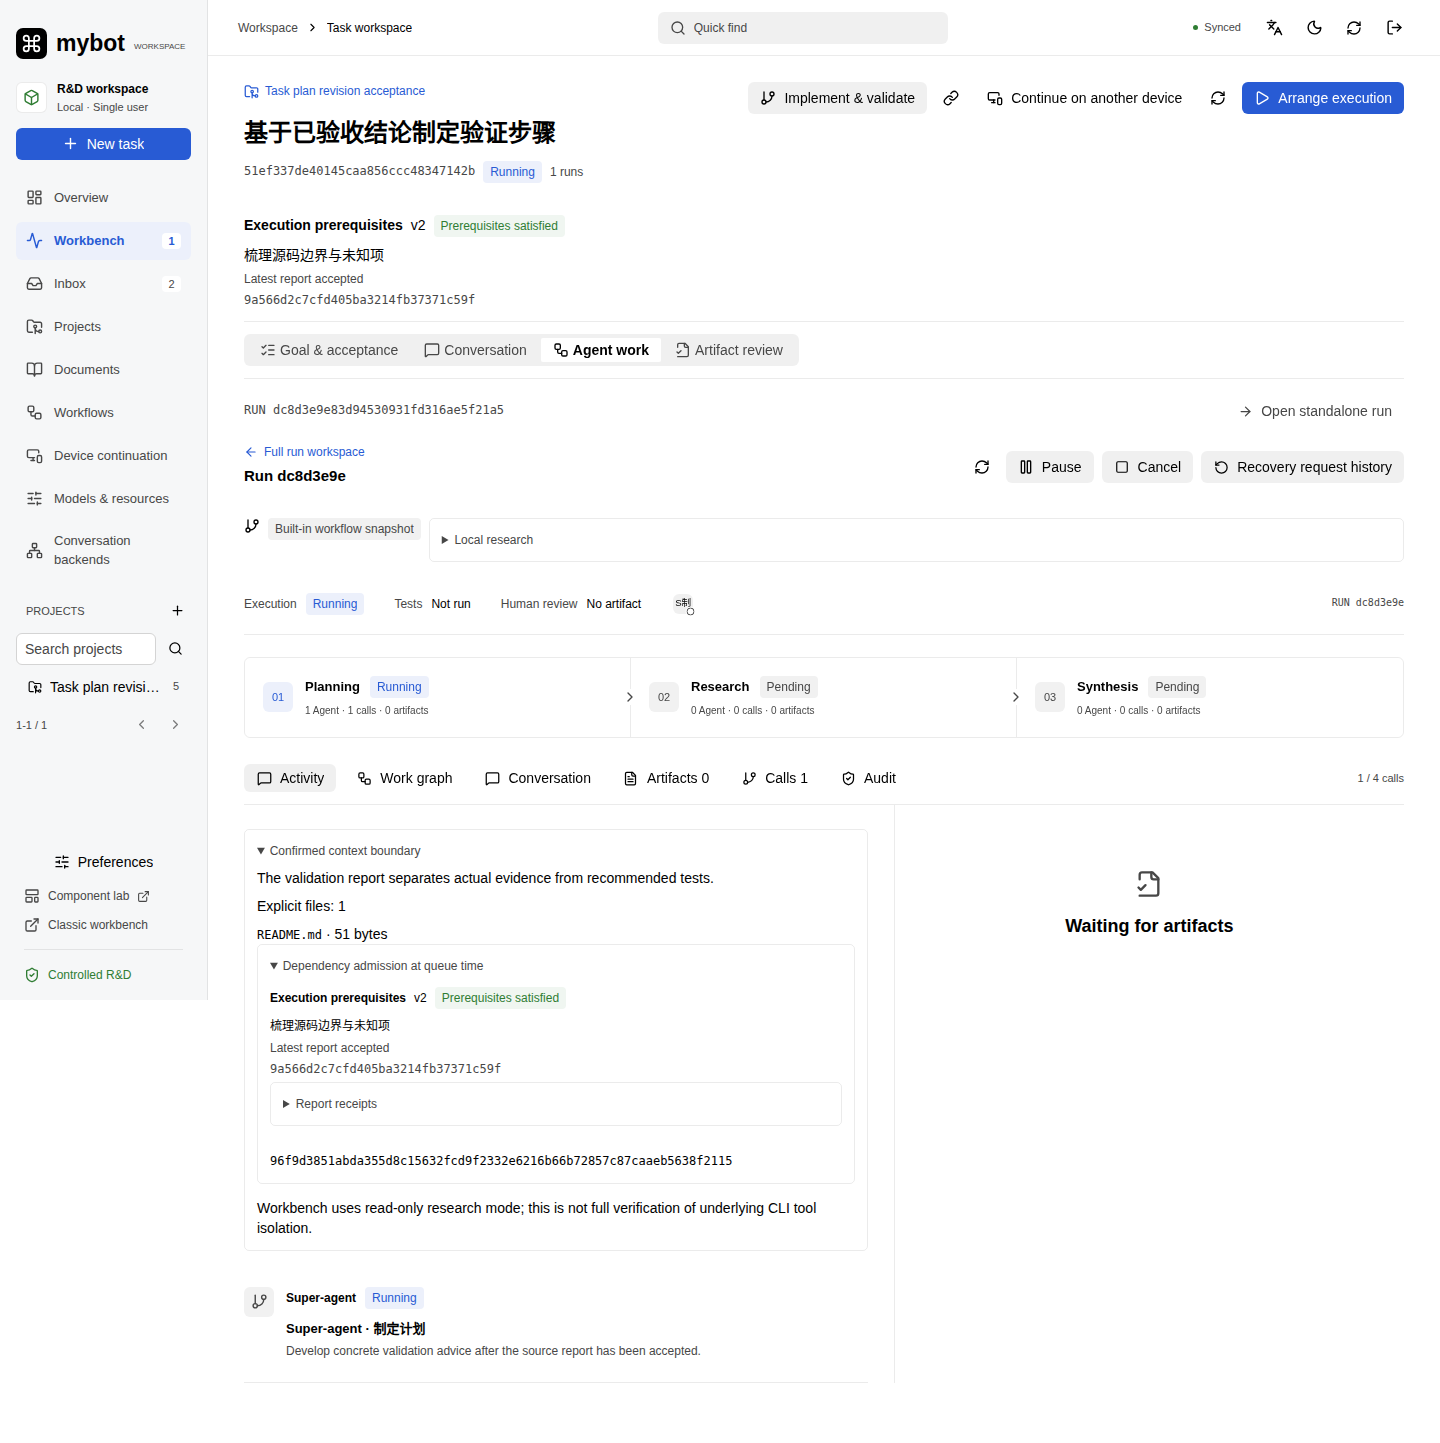 mybot WORKSPACE
R&D workspace
Local · Single user
New task
Overview
Workbench 1
Inbox 2
Projects
Documents
Workflows
Device continuation
Models & resources
Conversation
backends
PROJECTS
Search projects
Task plan revisi… 5
1-1 / 1
Preferences
Component lab
Classic workbench
Controlled R&D
Workspace Task workspace
Quick find
Synced
Task plan revision acceptance
Implement & validate
Continue on another device
Arrange execution
基于已验收结论制定验证步骤
51ef337de40145caa856ccc48347142b Running 1 runs
Execution prerequisites v2 Prerequisites satisfied
梳理源码边界与未知项
Latest report accepted
9a566d2c7cfd405ba3214fb37371c59f
Goal & acceptance Conversation Agent work Artifact review
RUN dc8d3e9e83d94530931fd316ae5f21a5
Open standalone run
Full run workspace
Run dc8d3e9e
Pause Cancel Recovery request history
Built-in workflow snapshot
Local research
Execution Running Tests Not run Human review No artifact S制
RUN dc8d3e9e
01 Planning Running
1 Agent · 1 calls · 0 artifacts
02 Research Pending
0 Agent · 0 calls · 0 artifacts
03 Synthesis Pending
0 Agent · 0 calls · 0 artifacts
Activity Work graph Conversation Artifacts 0 Calls 1 Audit
1 / 4 calls
Confirmed context boundary
The validation report separates actual evidence from recommended tests.
Explicit files: 1
README.md · 51 bytes
Dependency admission at queue time
Execution prerequisites v2 Prerequisites satisfied
梳理源码边界与未知项
Latest report accepted
9a566d2c7cfd405ba3214fb37371c59f
Report receipts
96f9d3851abda355d8c15632fcd9f2332e6216b66b72857c87caaeb5638f2115
Workbench uses read-only research mode; this is not full verification of underlying CLI tool
isolation.
Super-agent Running
Super-agent · 制定计划
Develop concrete validation advice after the source report has been accepted.
Waiting for artifacts